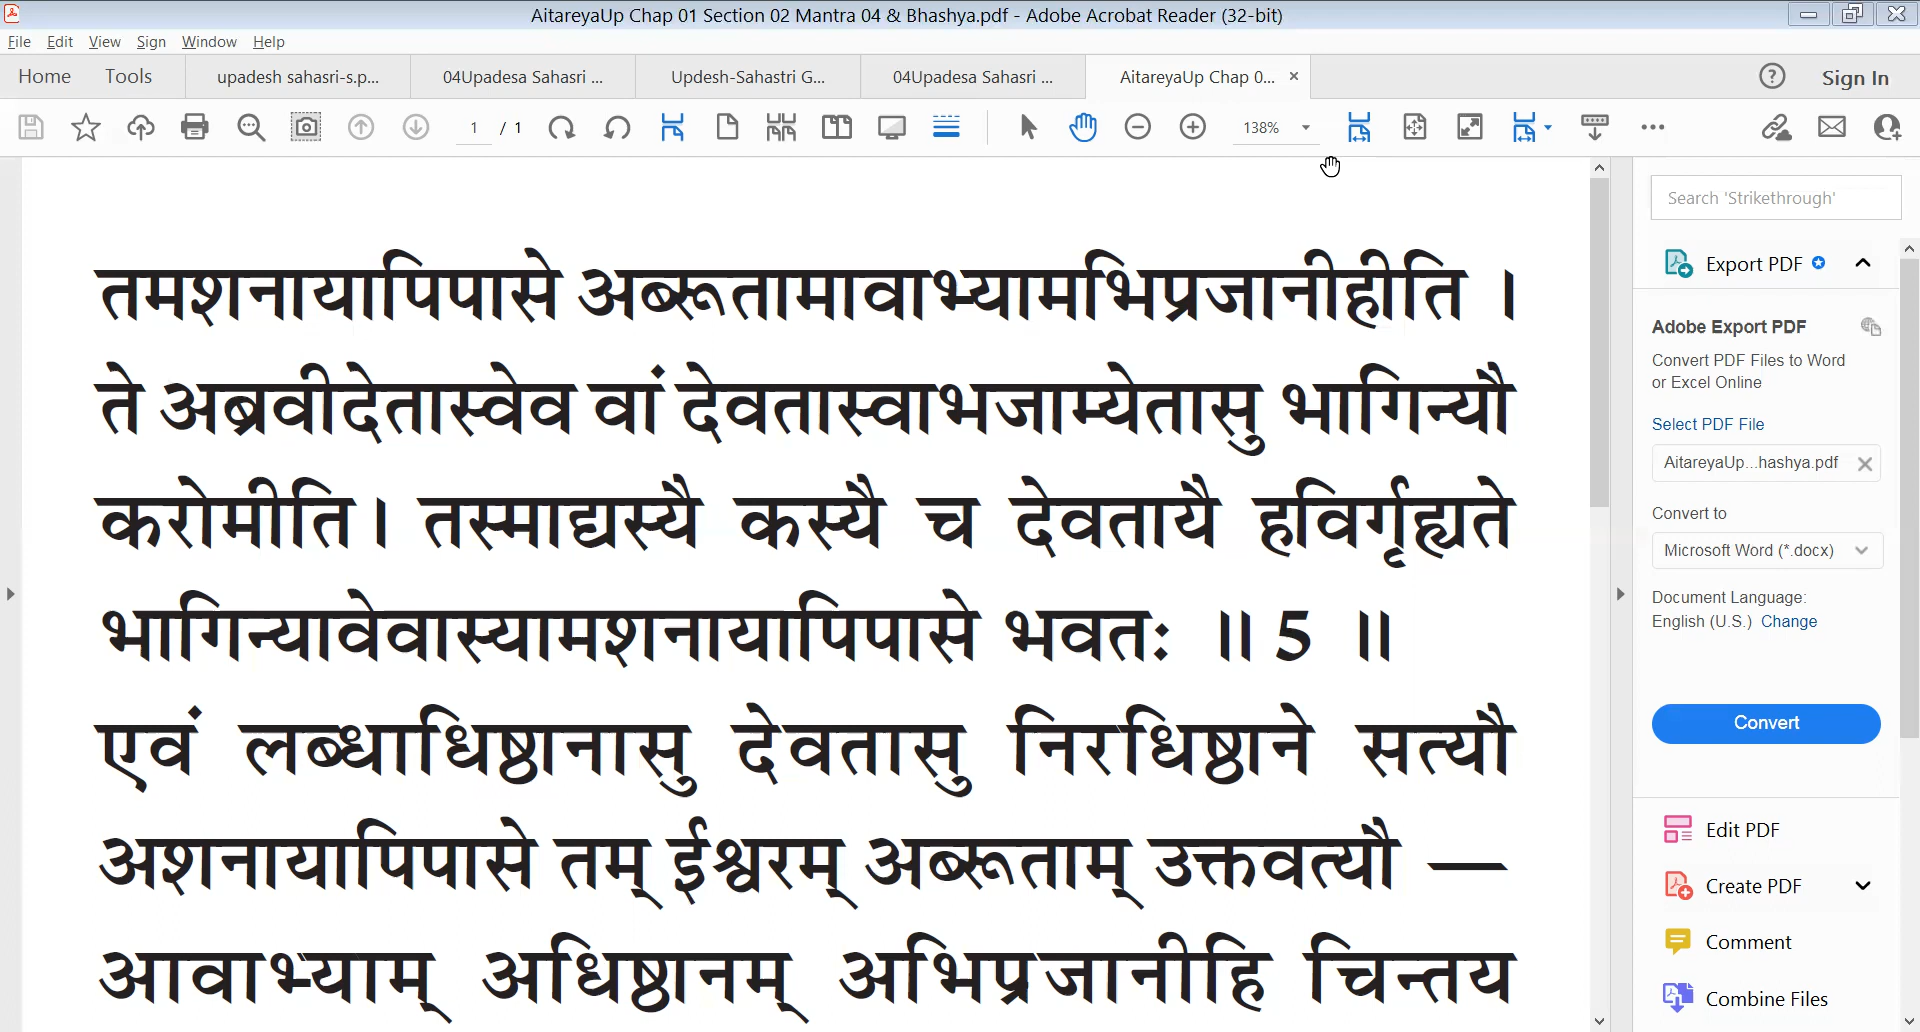 AitareyaUp Chap 01 Section 02 Mantra 04 & Bhashya.pdf - Adobe Acrobat Reader (32-bit)
File Edit View Sign Window Help
Home Tools upadesh sahasri-s.p... 04Upadesa Sahasri ... Updesh-Sahastri G... 04Upadesa Sahasri ... AitareyaUp Chap 0... Sign In
1 / 1 138%
Search 'Strikethrough'
तमशनायापिपासे अब्रूतामावाभ्यामभिप्रजानीहीति ।
ते अब्रवीदेतास्वेव वां देवतास्वाभजाम्येतासु भागिन्यौ
करोमीति। तस्माद्यस्यै कस्यै च देवतायै हविर्गृह्यते
भागिन्यावेवास्यामशनायापिपासे भवतः ॥ 5 ॥
एवं लब्धाधिष्ठानासु देवतासु निरधिष्ठाने सत्यौ
अशनायापिपासे तम् ईश्वरम् अब्रूताम् उक्तवत्यौ —
आवाभ्याम् अधिष्ठानम् अभिप्रजानीहि चिन्तय
Export PDF
Adobe Export PDF
Convert PDF Files to Word
or Excel Online
Select PDF File
AitareyaUp...hashya.pdf
Convert to
Microsoft Word (*.docx)
Document Language:
English (U.S.) Change
Convert
Edit PDF
Create PDF
Comment
Combine Files